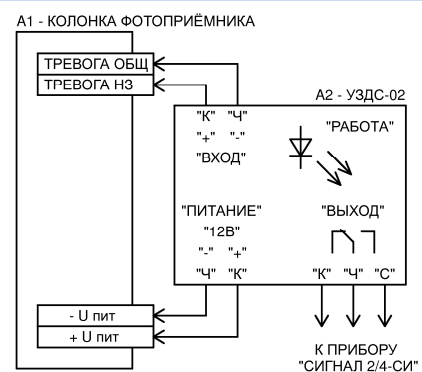 А1 - КОЛОНКА ФОТОПРИЁМНИКА
ТРЕВОГА ОБЩ
ТРЕВОГА НЗ
А2 - УЗДС-02
"К" "Ч"
"+" "-"
"ВХОД"
"РАБОТА"
"ПИТАНИЕ"
"12В"
"-" "+"
"Ч" "К"
"ВЫХОД"
"К" "Ч" "С"
- U пит
+ U пит
К ПРИБОРУ
"СИГНАЛ 2/4-СИ"